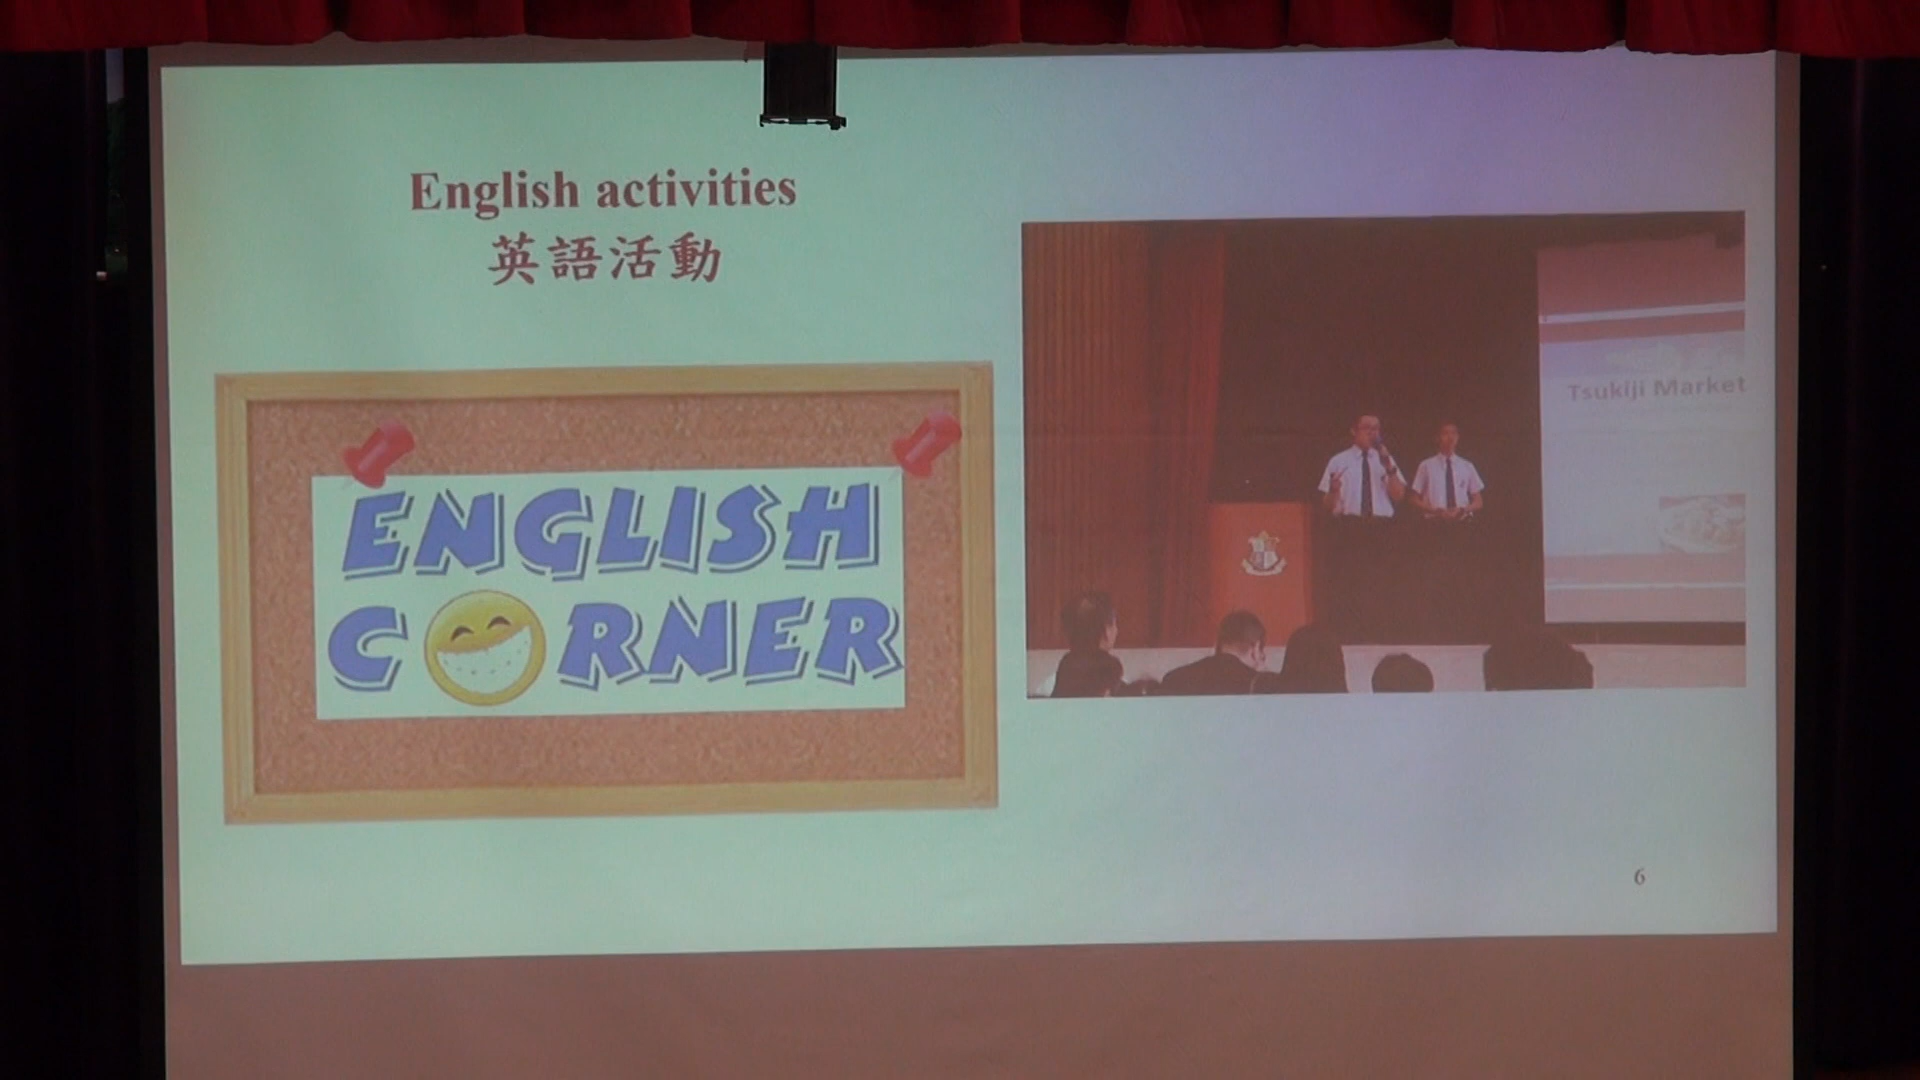 English activities
英語活動
ENGLISH
CORNER
Tsukiji Market
6